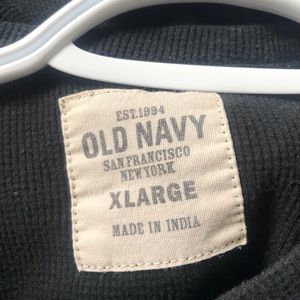 EST.1994
OLD NAVY
SAN FRANCISCO
NEW YORK
XLARGE
MADE IN INDIA